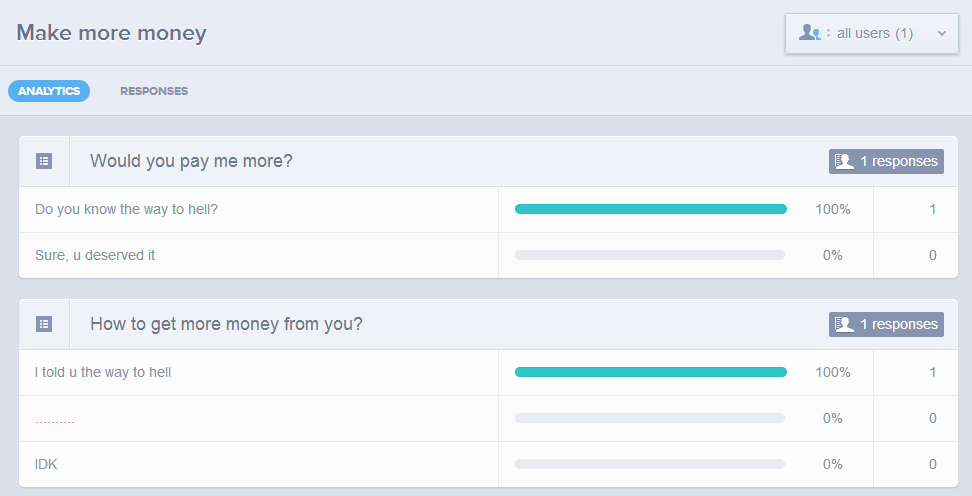 Make more money
: all users (1)
ANALYTICS RESPONSES
Would you pay me more? 1 responses
Do you know the way to hell? 100% 1
Sure, u deserved it 0% 0
How to get more money from you? 1 responses
I told u the way to hell 100% 1
.......... 0% 0
IDK 0% 0